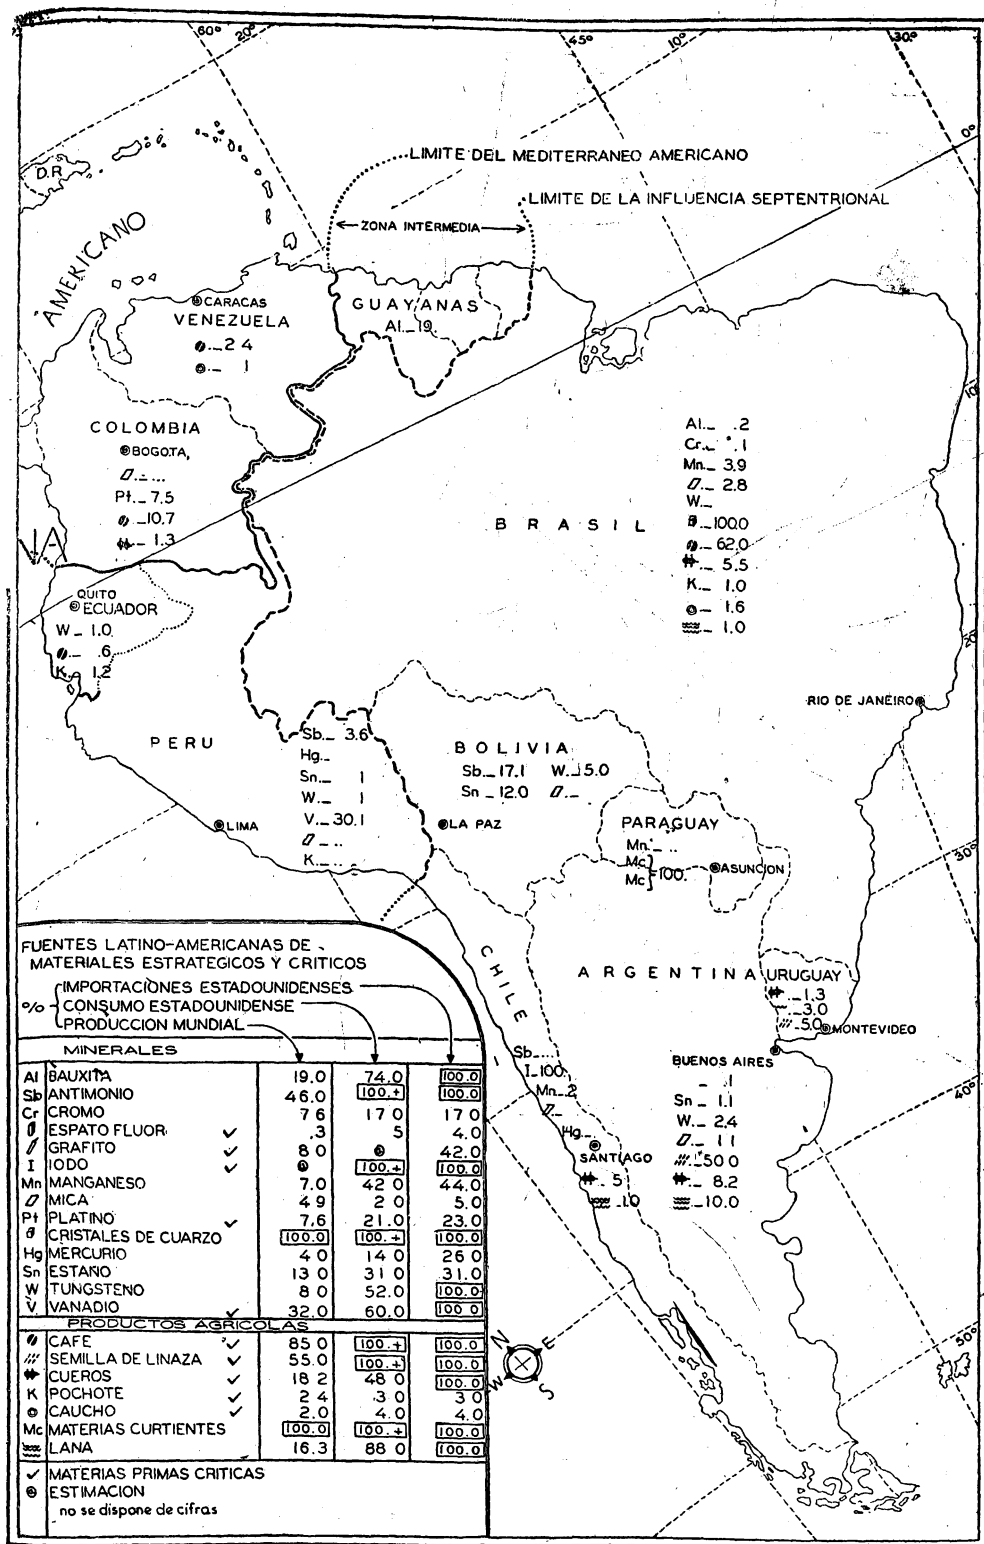 60° 20° 45° 10° 30°
0°
LIMITE DEL MEDITERRANEO AMERICANO
D.R.
LIMITE DE LA INFLUENCIA SEPTENTRIONAL
ZONA INTERMEDIA
AMERICANO
CARACAS
VENEZUELA
2 4
1
GUAYANAS
Al._19.
10
COLOMBIA
BOGOTA,
...
Pt._ 7.5
10.7
1.3
NA
BRASIL
Al._ .2
Cr._ .1
Mn._ 3.9
2.8
W._
100.0
62.0
5.5
K._ 1.0
1.6
1.0
20
QUITO
ECUADOR
W_ 1.0
.6
K._ 1.2
RIO DE JANEIRO
PERU
LIMA
Sb._ 3.6
Hg._
Sn._ 1
W._ 1
V._ 30.1
..
K._ ..
BOLIVIA
Sb._17.1 W._15.0
Sn_12.0
LA PAZ
PARAGUAY
Mn._ ..
Mc
Mc
100.
ASUNCION
30°
CHILE
ARGENTINA
URUGUAY
1.3
3.0
50
MONTEVIDEO
BUENOS AIRES
_ .1
Sn_ 1.1
W._ 2.4
1 1
50 0
8.2
10.0
40°
Sb....
I_100.
Mn._.2
Hg._
SANTIAGO
5
1.0
50°
N
E
W
S
FUENTES LATINO-AMERICANAS DE
MATERIALES ESTRATEGICOS Y CRITICOS
IMPORTACIONES ESTADOUNIDENSES
% CONSUMO ESTADOUNIDENSE
PRODUCCION MUNDIAL
MINERALES
Al BAUXITA 19.0 74.0 100.0
Sb ANTIMONIO 46.0 100.+ 100.0
Cr CROMO 7 6 17 0 17 0
ESPATO FLUOR ✓ .3 5 4.0
GRAFITO ✓ 8 0 42.0
I IODO ✓ 100.+ 100.0
Mn MANGANESO 7.0 42 0 44.0
MICA 4 9 2 0 5.0
Pt PLATINO ✓ 7.6 21.0 23.0
CRISTALES DE CUARZO 100.0 100.+ 100.0
Hg MERCURIO 4 0 14 0 26 0
Sn ESTAÑO 13 0 31 0 31.0
W TUNGSTENO 8 0 52.0 100.0
V VANADIO ✓ 32.0 60.0 100 0
PRODUCTOS AGRICOLAS
CAFE ✓ 85 0 100.+ 100.0
SEMILLA DE LINAZA ✓ 55.0 100.+ 100.0
CUEROS ✓ 18 2 48 0 100.0
K POCHOTE ✓ 2 4 3 0 3 0
CAUCHO ✓ 2.0 4.0 4.0
Mc MATERIAS CURTIENTES 100.0 100.+ 100.0
LANA 16.3 88 0 100.0
✓ MATERIAS PRIMAS CRITICAS
ESTIMACION
no se dispone de cifras